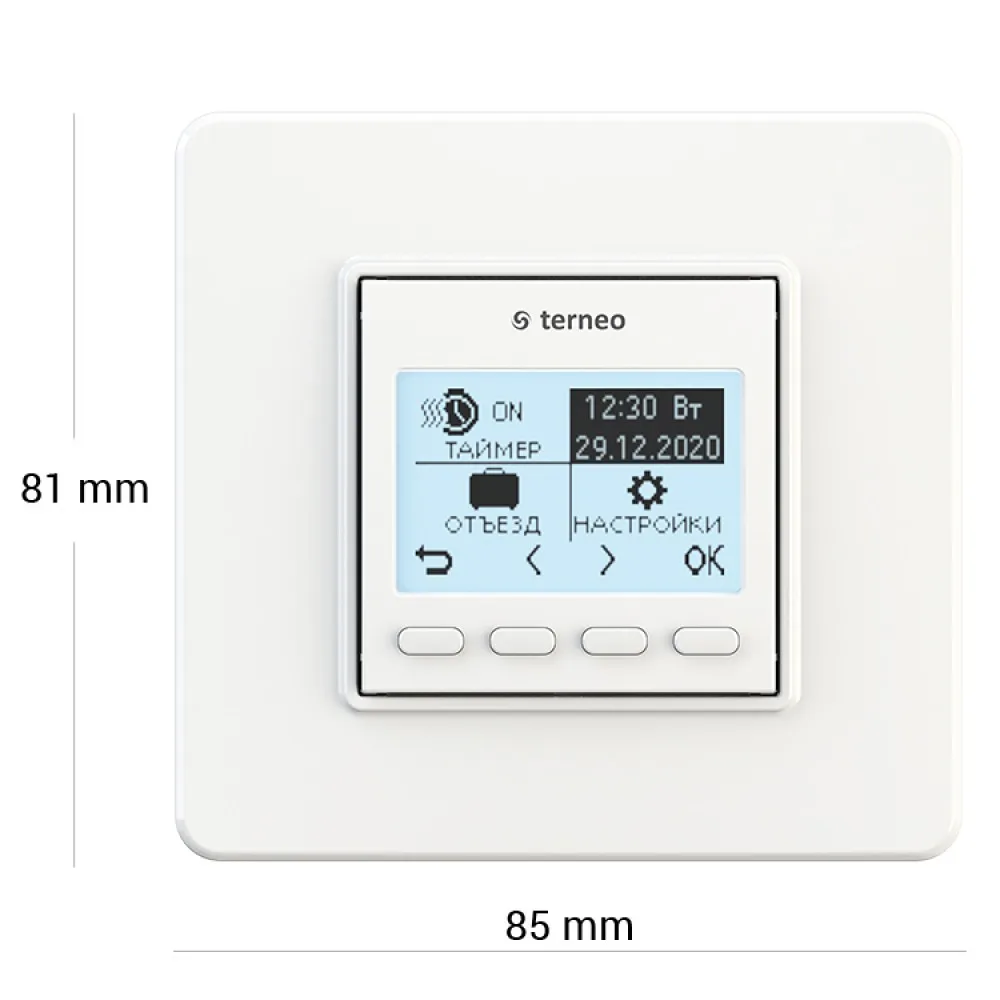 terneo
ON
ТАЙМЕР
12:30 Вт
29.12.2020
ОТЪЕЗД
НАСТРОЙКИ
OK
81 mm
85 mm